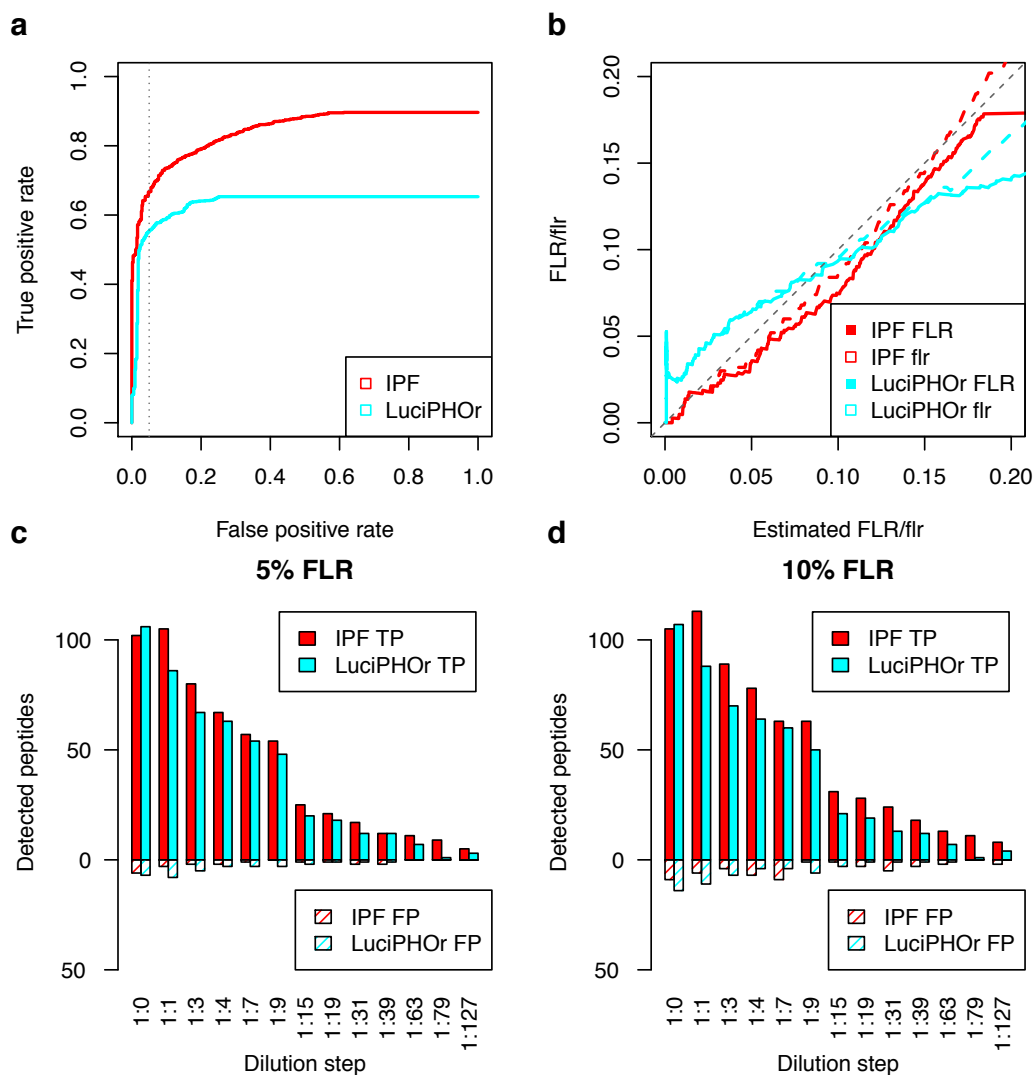 a
True positive rate
0.0 0.2 0.4 0.6 0.8 1.0
0.0 0.2 0.4 0.6 0.8 1.0
False positive rate
IPF
LuciPHOr
b
FLR/flr
0.00 0.05 0.10 0.15 0.20
0.00 0.05 0.10 0.15 0.20
Estimated FLR/flr
IPF FLR
IPF flr
LuciPHOr FLR
LuciPHOr flr
c
5% FLR
Detected peptides
100
50
0
50
IPF TP
LuciPHOr TP
IPF FP
LuciPHOr FP
1:0 1:1 1:3 1:4 1:7 1:9 1:15 1:19 1:31 1:39 1:63 1:79 1:127
Dilution step
d
10% FLR
Detected peptides
100
50
0
50
IPF TP
LuciPHOr TP
IPF FP
LuciPHOr FP
1:0 1:1 1:3 1:4 1:7 1:9 1:15 1:19 1:31 1:39 1:63 1:79 1:127
Dilution step